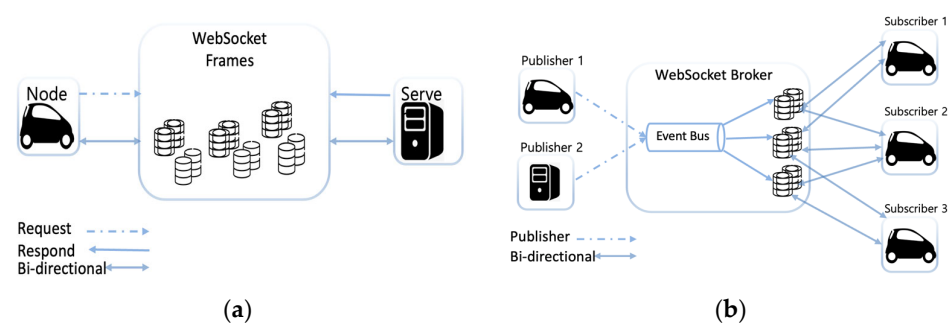 WebSocket
Frames
Node
Serve
Request
Respond
Bi-directional
(a)
Publisher 1
Publisher 2
WebSocket Broker
Event Bus
Subscriber 1
Subscriber 2
Subscriber 3
Publisher
Bi-directional
(b)